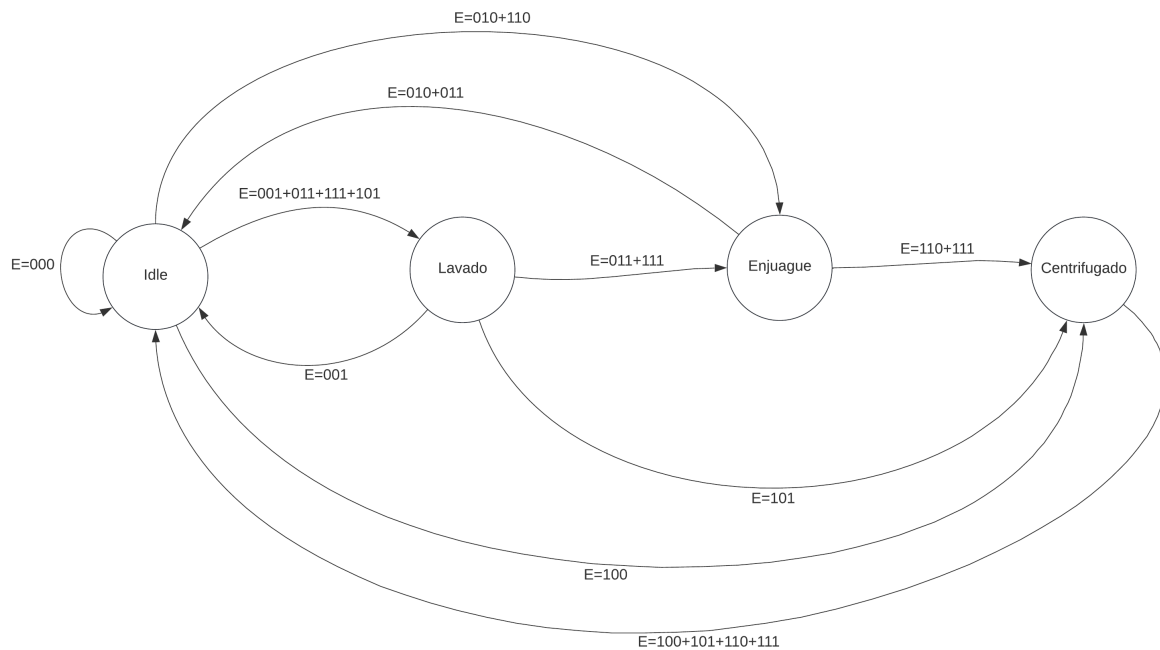 E=010+110
E=010+011
E=001+011+111+101
E=000
Idle
Lavado
E=011+111
Enjuague
E=110+111
Centrifugado
E=001
E=101
E=100
E=100+101+110+111